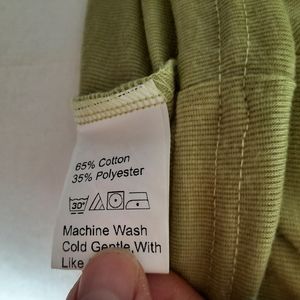 65% Cotton
35% Polyester
30°
Machine Wash
Cold Gentle,With
Like